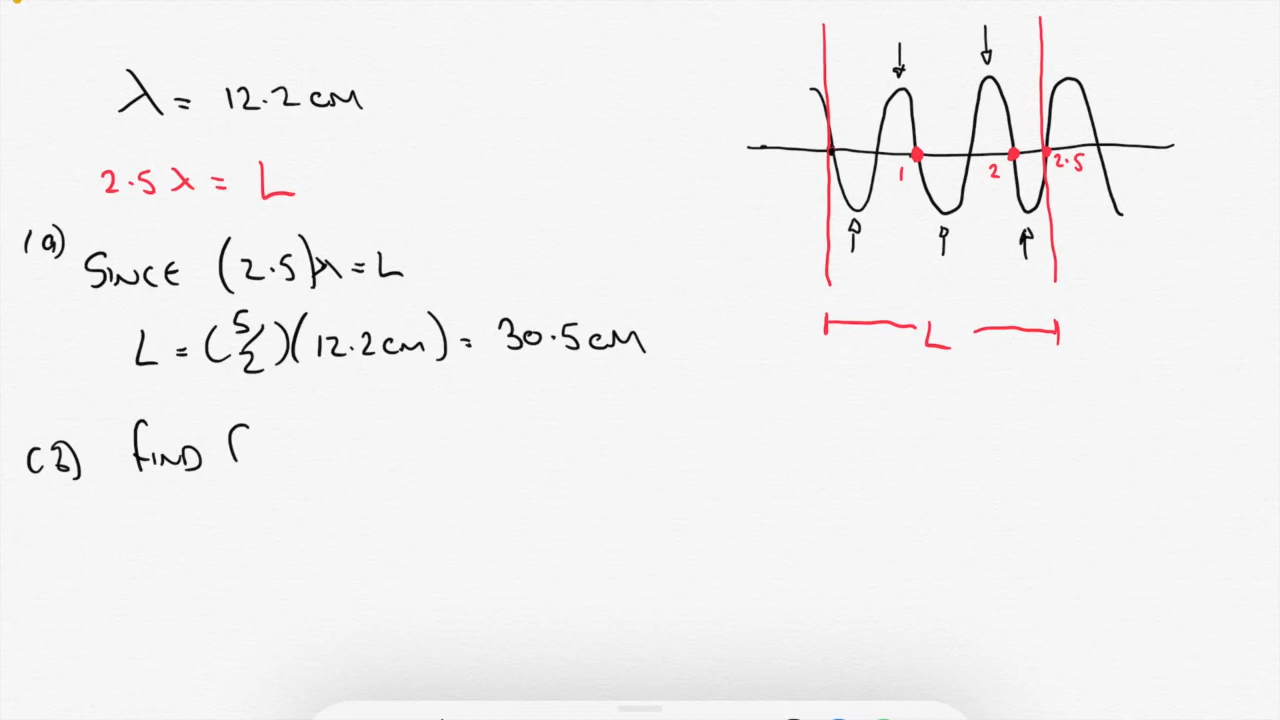 λ = 12.2 cm
2.5 λ = L
(a)
SINCE (2.5)λ = L
L = (5/2)(12.2 cm) = 30.5 cm
(B) FIND
1
2
2.5
L